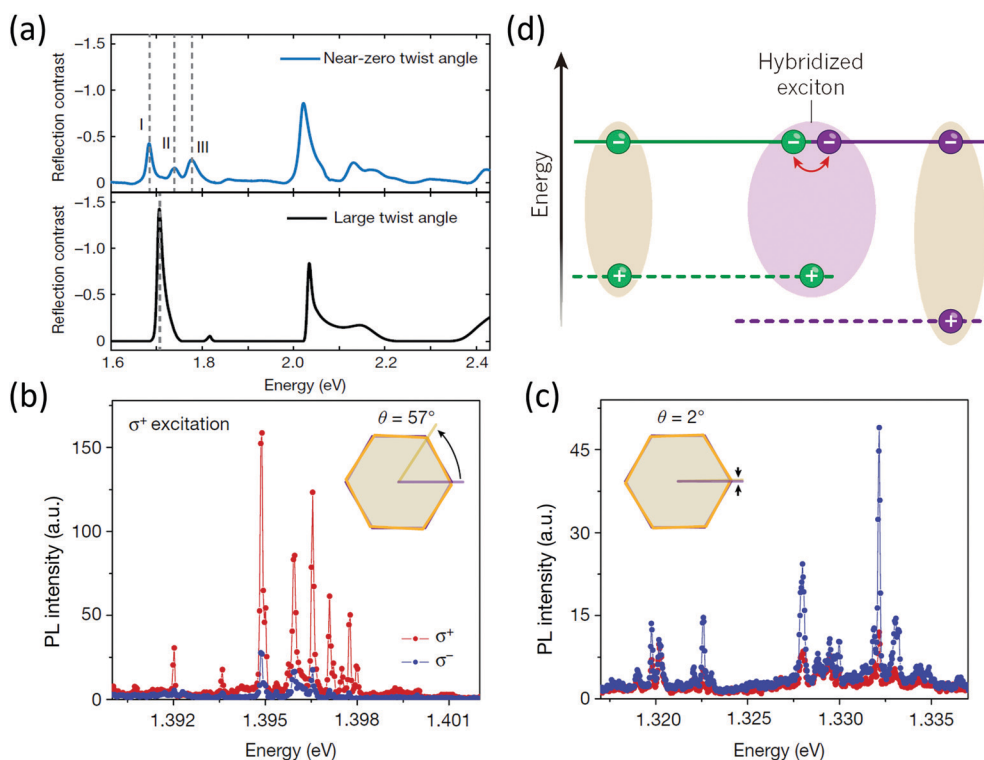 (a)
Reflection contrast
−1.5
−1.0
−0.5
0
Near-zero twist angle
I
II
III
Reflection contrast
−1.5
−1.0
−0.5
0
Large twist angle
1.6
1.8
2.0
2.2
2.4
Energy (eV)
(d)
Energy
Hybridized
exciton
−
−
−
−
+
+
+
(b)
σ+ excitation
θ = 57°
PL intensity (a.u.)
150
100
50
0
σ+
σ−
1.392
1.395
1.398
1.401
Energy (eV)
(c)
θ = 2°
PL intensity (a.u.)
45
30
15
0
1.320
1.325
1.330
1.335
Energy (eV)